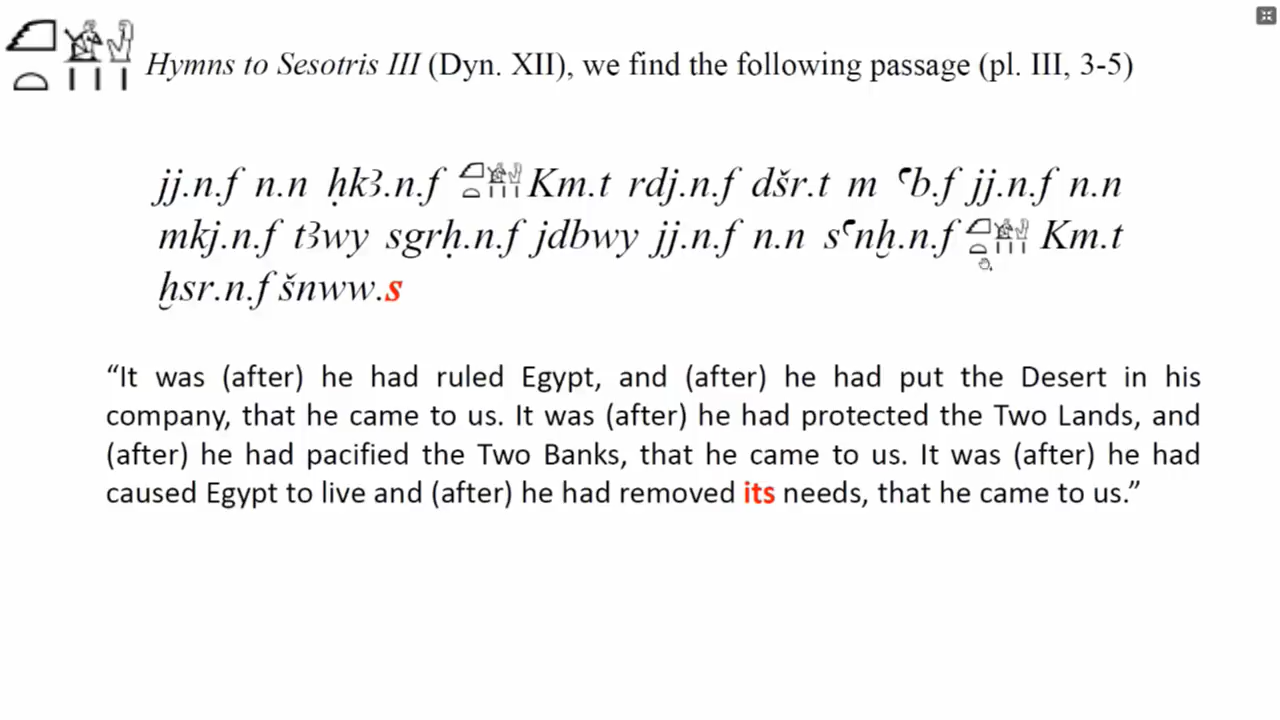 Hymns to Sesotris III (Dyn. XII), we find the following passage (pl. III, 3-5)
jj.n.f n.n ḥkꜣ.n.f Km.t rdj.n.f dšr.t m ꜥb.f jj.n.f n.n
mkj.n.f tꜣwy sgrḥ.n.f jdbwy jj.n.f n.n sꜥnḫ.n.f Km.t
ḫsr.n.f šnww.s
“It was (after) he had ruled Egypt, and (after) he had put the Desert in his
company, that he came to us. It was (after) he had protected the Two Lands, and
(after) he had pacified the Two Banks, that he came to us. It was (after) he had
caused Egypt to live and (after) he had removed its needs, that he came to us.”